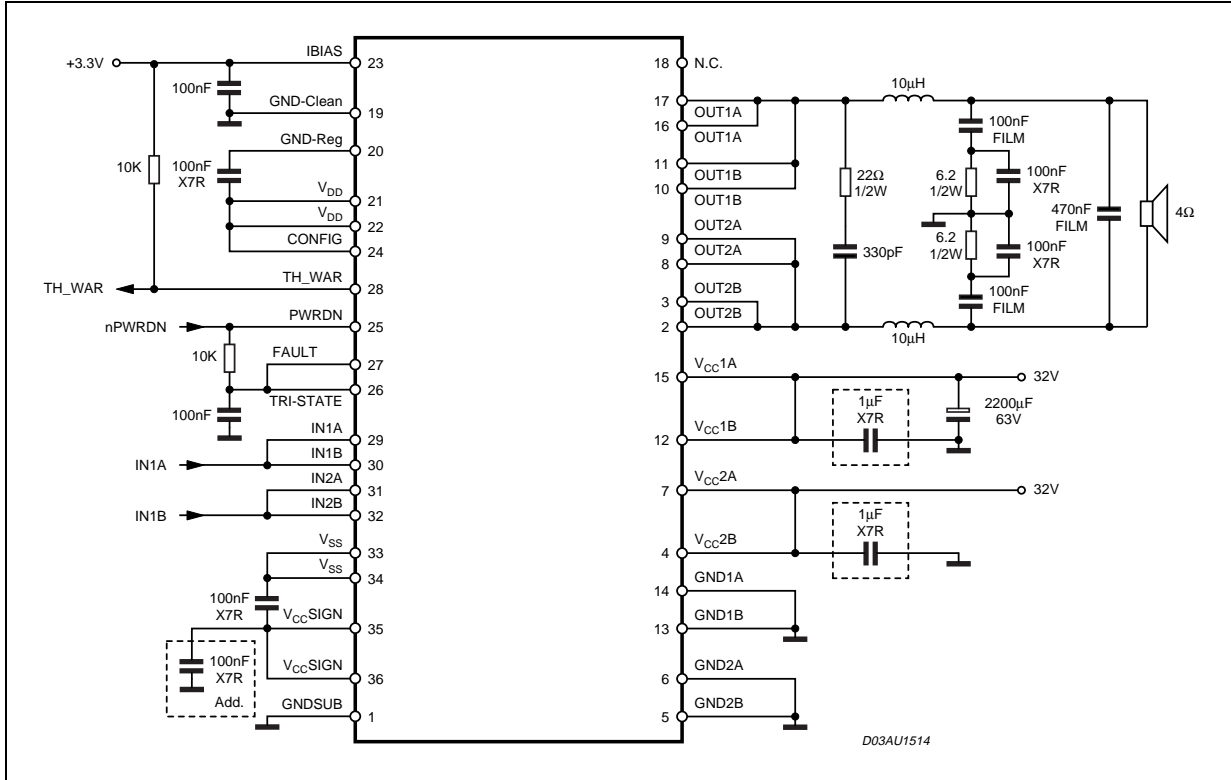 IBIAS
+3.3V
23
100nF
GND-Clean
19
GND-Reg
20
10K
100nF
X7R
VDD
21
VDD
22
CONFIG
24
TH_WAR
TH_WAR
28
nPWRDN
PWRDN
25
10K
FAULT
27
TRI-STATE
26
100nF
IN1A
29
IN1A
IN1B
30
IN2A
31
IN1B
IN2B
32
VSS
33
VSS
34
100nF
X7R
VCCSIGN
35
100nF
X7R
Add.
VCCSIGN
36
GNDSUB
1
18 N.C.
17
OUT1A
16
OUT1A
11
OUT1B
10
OUT1B
OUT2A
9
OUT2A
8
OUT2B
3
OUT2B
2
10µH
22Ω
1/2W
330pF
100nF
FILM
6.2
1/2W
100nF
X7R
6.2
1/2W
100nF
X7R
100nF
FILM
10µH
470nF
FILM
4Ω
VCC1A
15
32V
1µF
X7R
2200µF
63V
VCC1B
12
VCC2A
7
32V
1µF
X7R
VCC2B
4
GND1A
14
GND1B
13
GND2A
6
GND2B
5
D03AU1514